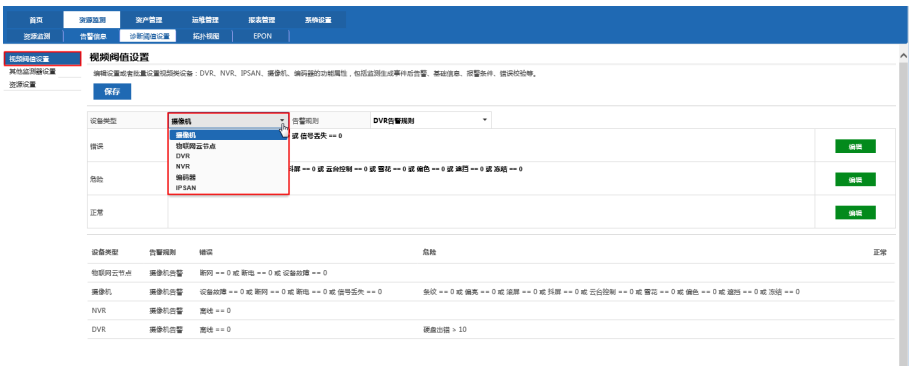 首页 资源监测 资产管理 运维管理 报表管理 系统设置
资源监测 告警信息 诊断阈值设置 拓扑视图 EPON
视频阈值设置
其他监测器设置
资源设置
视频阈值设置
编辑设置或者批量设置视频类设备：DVR、NVR、IPSAN、摄像机、编码器的功能属性，包括监测生成事件后告警、基础信息、报警条件、错误校验等。
保存
设备类型 摄像机 告警规则 DVR告警规则
摄像机
物联网云节点
DVR
NVR
编码器
IPSAN
错误 或 信号丢失 == 0 编辑
危险 抖屏 == 0 或 云台控制 == 0 或 雪花 == 0 或 偏色 == 0 或 遮挡 == 0 或 冻结 == 0 编辑
正常 编辑
设备类型 告警规则 错误 危险 正常
物联网云节点 摄像机告警 断网 == 0 或 断电 == 0 或 设备故障 == 0
摄像机 摄像机告警 设备故障 == 0 或 断网 == 0 或 断电 == 0 或 信号丢失 == 0 条纹 == 0 或 偏亮 == 0 或 滚屏 == 0 或 抖屏 == 0 或 云台控制 == 0 或 雪花 == 0 或 偏色 == 0 或 遮挡 == 0 或 冻结 == 0
NVR 摄像机告警 离线 == 0
DVR 摄像机告警 离线 == 0 硬盘出错 > 10